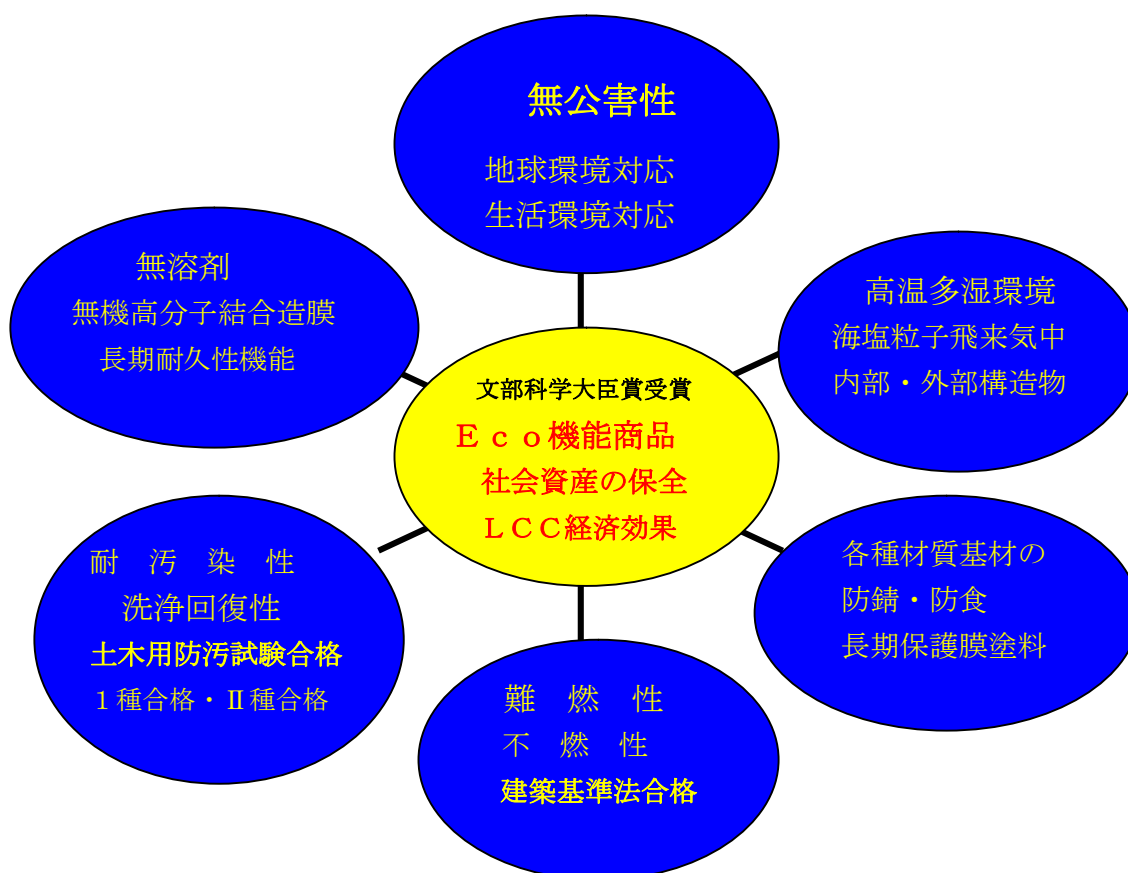 無公害性
地球環境対応
生活環境対応
無溶剤
無機高分子結合造膜
長期耐久性機能
高温多湿環境
海塩粒子飛来気中
内部・外部構造物
文部科学大臣賞受賞
Ｅｃｏ機能商品
社会資産の保全
ＬＣＣ経済効果
耐　汚　染　性
洗浄回復性
土木用防汚試験合格
１種合格・Ⅱ種合格
各種材質基材の
防錆・防食
長期保護膜塗料
難　燃　性
不　燃　性
建築基準法合格